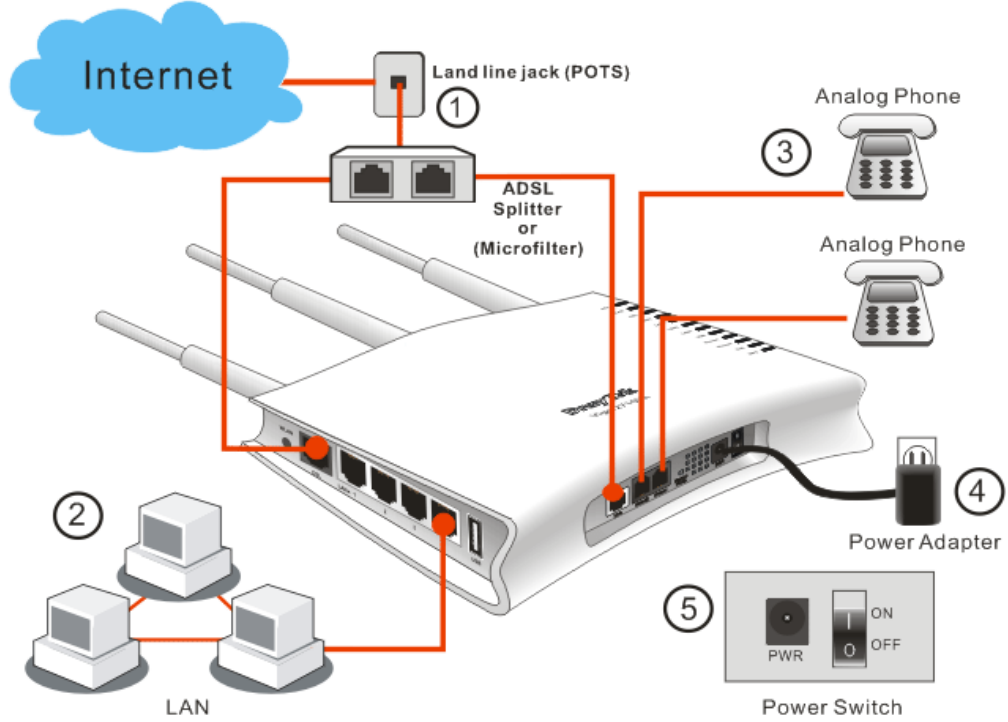 Internet
Land line jack (POTS)
1
ADSL
Splitter
or
(Microfilter)
Analog Phone
3
Analog Phone
2
LAN
4
Power Adapter
5
PWR
ON
OFF
Power Switch